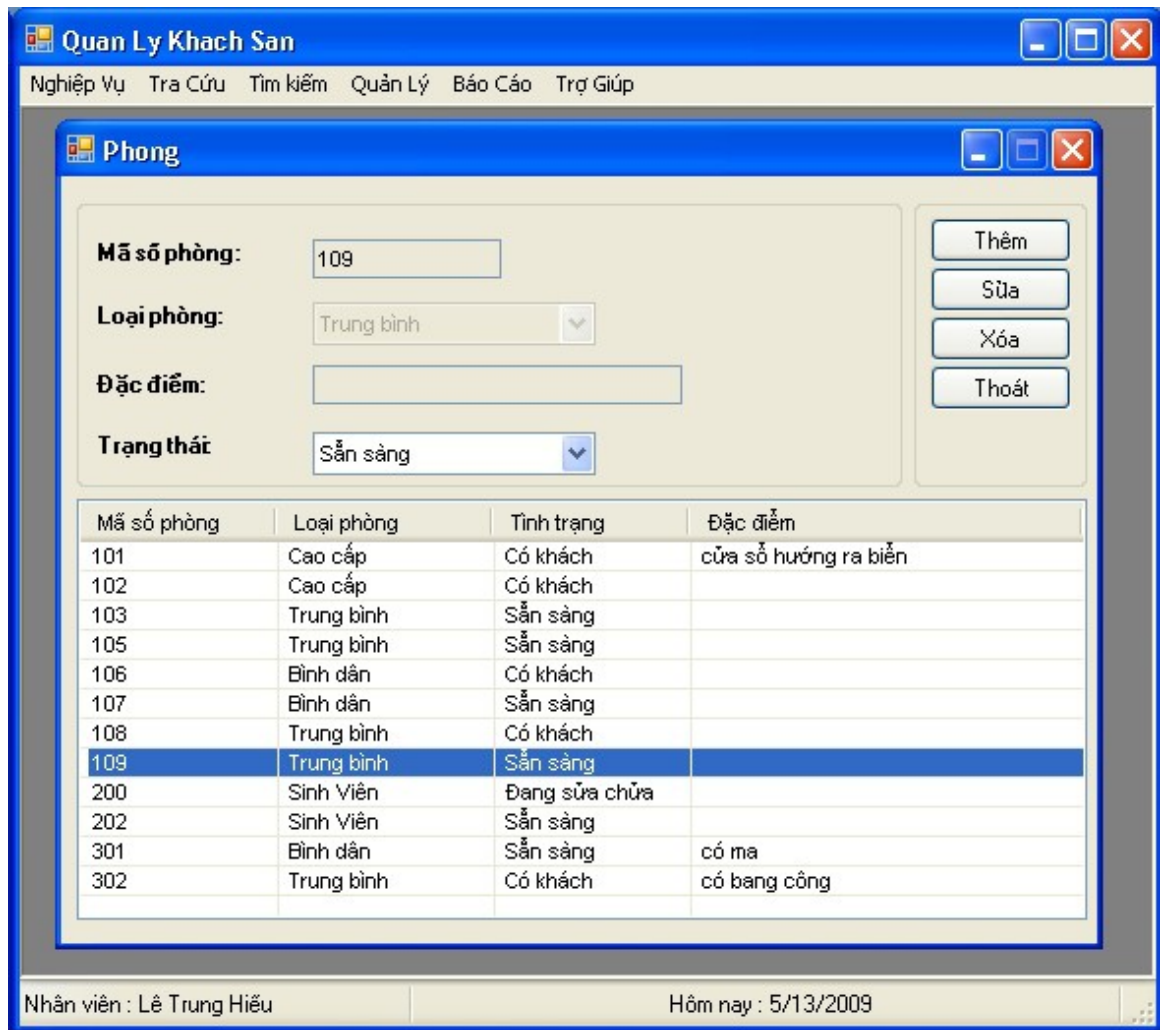 Quan Ly Khach San
Nghiệp Vụ Tra Cứu Tìm kiếm Quản Lý Báo Cáo Trợ Giúp
Phong
Mã số phòng: 109
Loại phòng: Trung bình
Đặc điểm:
Trạng thái: Sẵn sàng
Thêm
Sửa
Xóa
Thoát
Mã số phòng Loại phòng Tình trạng Đặc điểm
101 Cao cấp Có khách cửa sổ hướng ra biển
102 Cao cấp Có khách
103 Trung bình Sẵn sàng
105 Trung bình Sẵn sàng
106 Bình dân Có khách
107 Bình dân Sẵn sàng
108 Trung bình Có khách
109 Trung bình Sẵn sàng
200 Sinh Viên Đang sữa chữa
202 Sinh Viên Sẵn sàng
301 Bình dân Sẵn sàng có ma
302 Trung bình Có khách có bang công
Nhân viên : Lê Trung Hiếu Hôm nay : 5/13/2009